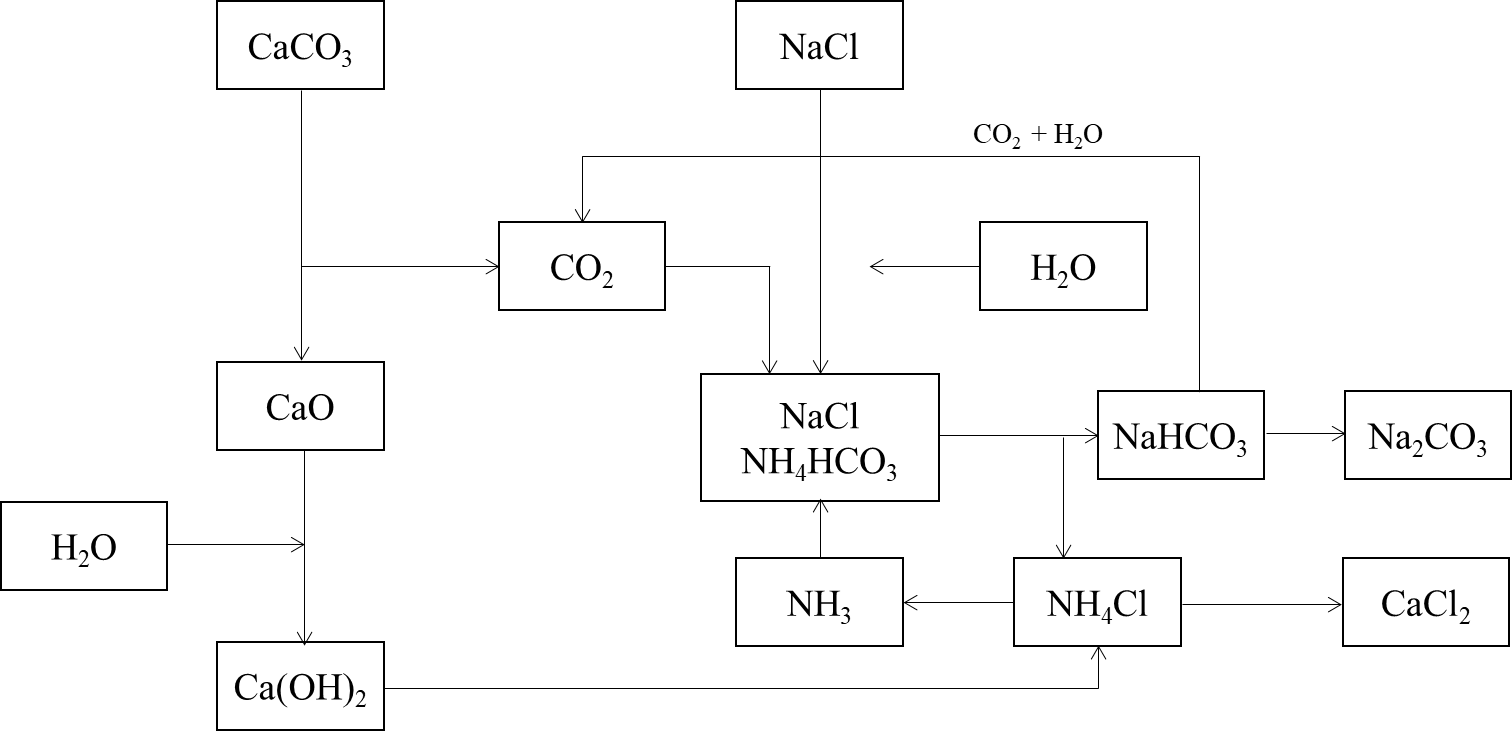 CaCO₃
NaCl
CO₂ + H₂O
CO₂
H₂O
CaO
NaCl
NH₄HCO₃
NaHCO₃
Na₂CO₃
H₂O
NH₃
NH₄Cl
CaCl₂
Ca(OH)₂